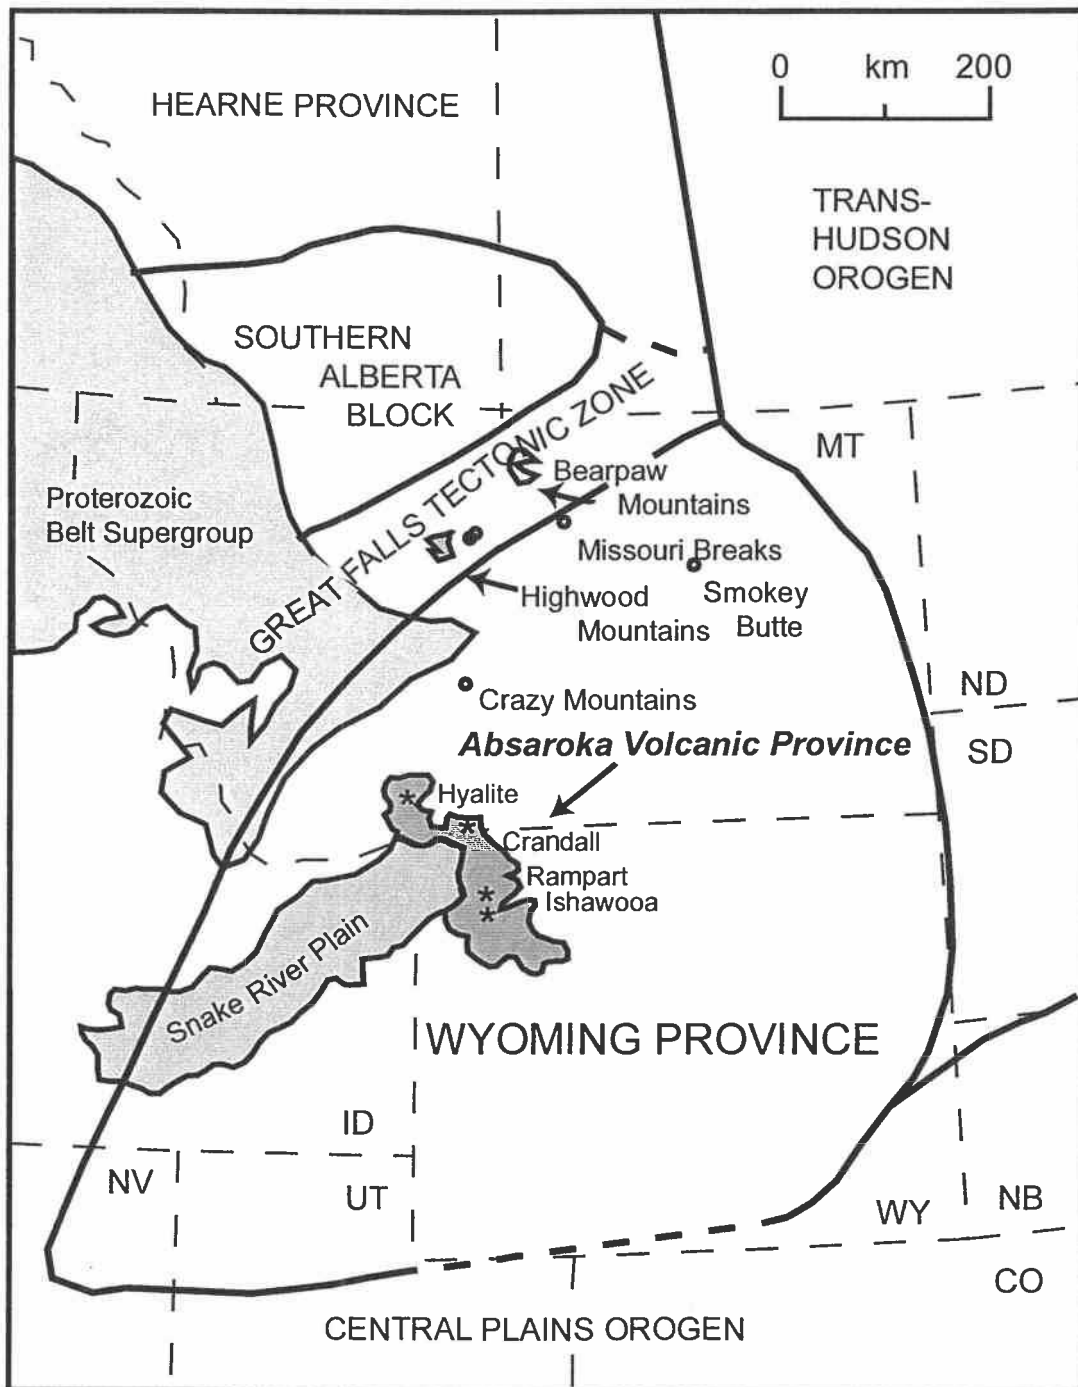 0 km 200
HEARNE PROVINCE
TRANS-
HUDSON
OROGEN
SOUTHERN
ALBERTA
BLOCK
GREAT FALLS TECTONIC ZONE
MT
Bearpaw
Mountains
Proterozoic
Belt Supergroup
Missouri Breaks
Highwood
Mountains
Smokey
Butte
ND
Crazy Mountains
Absaroka Volcanic Province
SD
Hyalite
Crandall
Rampart
Ishawooa
Snake River Plain
WYOMING PROVINCE
ID
NV
UT
WY
NB
CO
CENTRAL PLAINS OROGEN